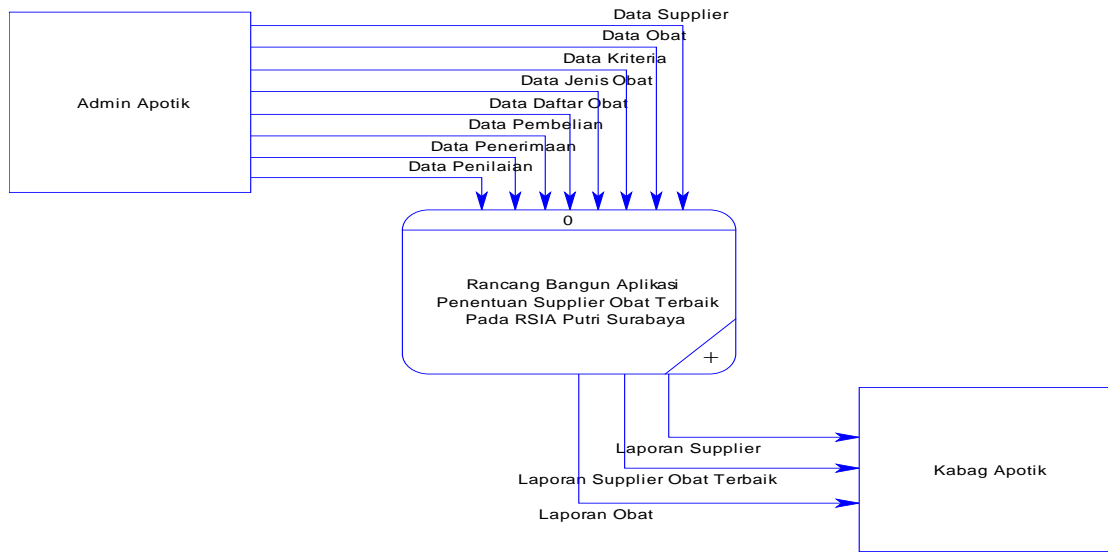 Data Supplier
Data Obat
Data Kriteria
Data Jenis Obat
Admin Apotik
Data Daftar Obat
Data Pembelian
Data Penerimaan
Data Penilaian
0
Rancang Bangun Aplikasi
Penentuan Supplier Obat Terbaik
Pada RSIA Putri Surabaya
+
Laporan Supplier
Kabag Apotik
Laporan Supplier Obat Terbaik
Laporan Obat